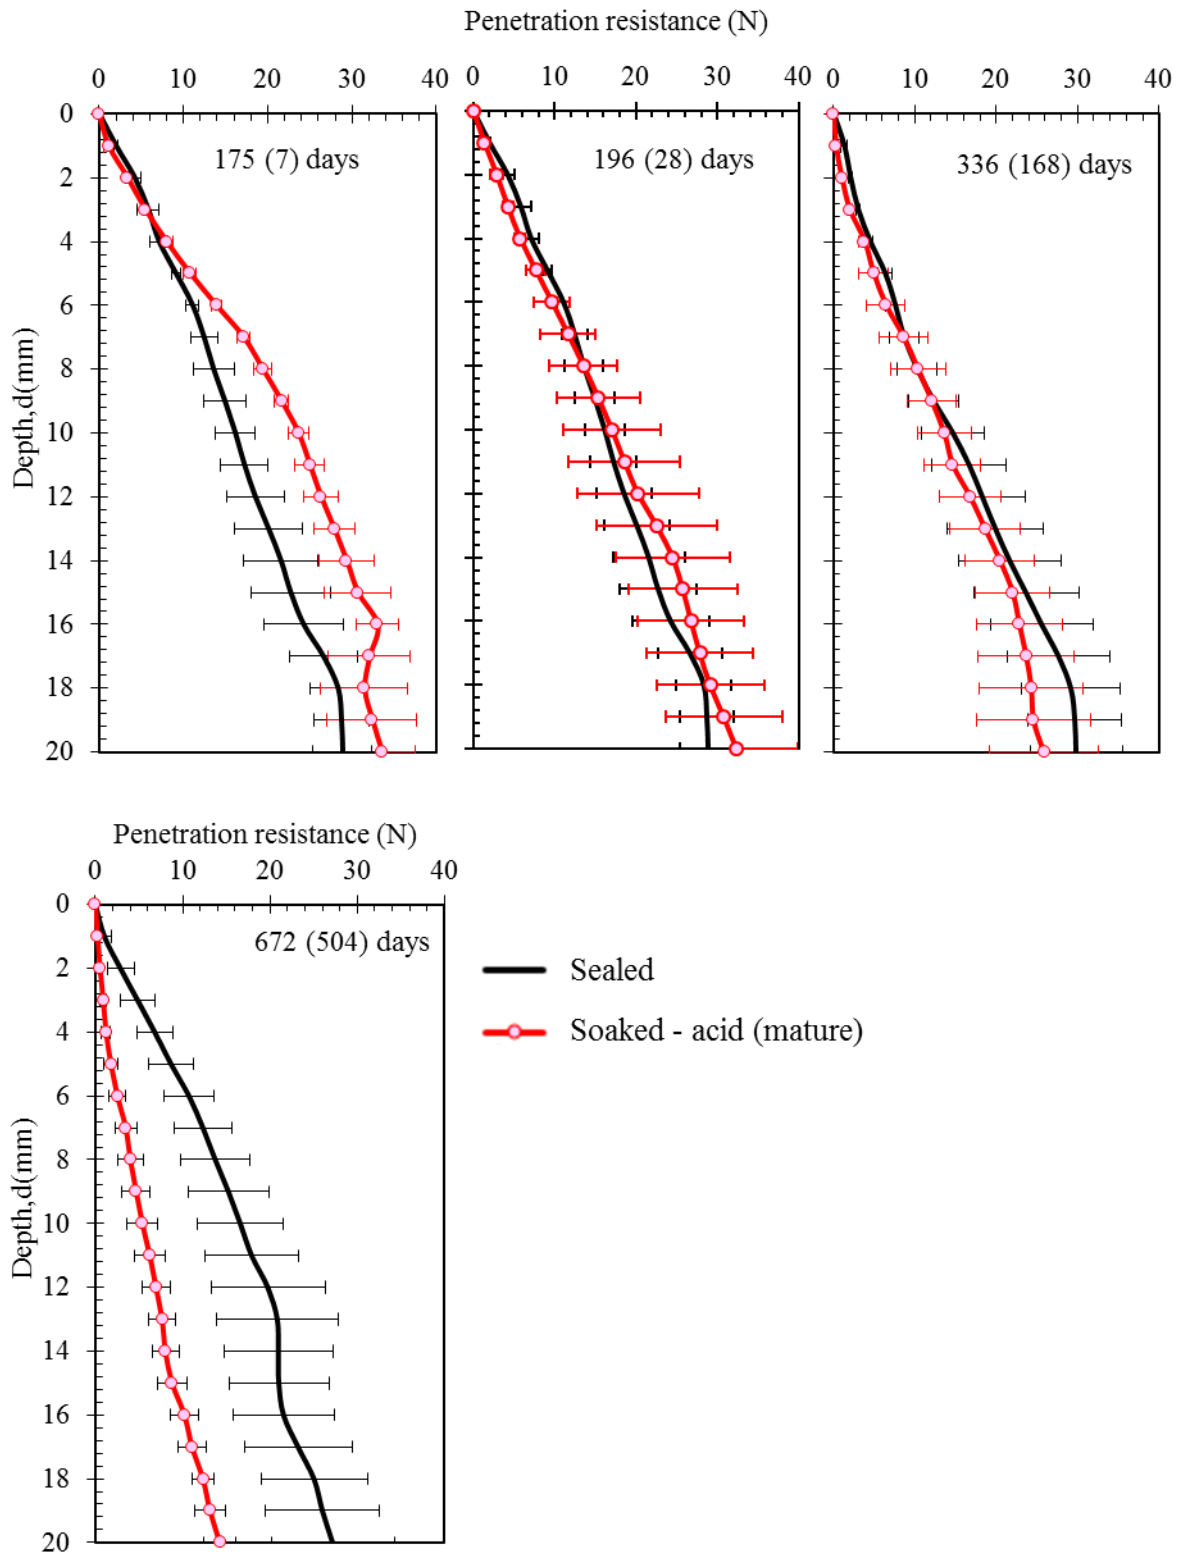 Penetration resistance (N)
0 10 20 30 40
0 10 20 30 40
0 10 20 30 40
175 (7) days
196 (28) days
336 (168) days
Depth,d(mm)
0
2
4
6
8
10
12
14
16
18
20
Penetration resistance (N)
0 10 20 30 40
672 (504) days
Depth,d(mm)
0
2
4
6
8
10
12
14
16
18
20
Sealed
Soaked - acid (mature)